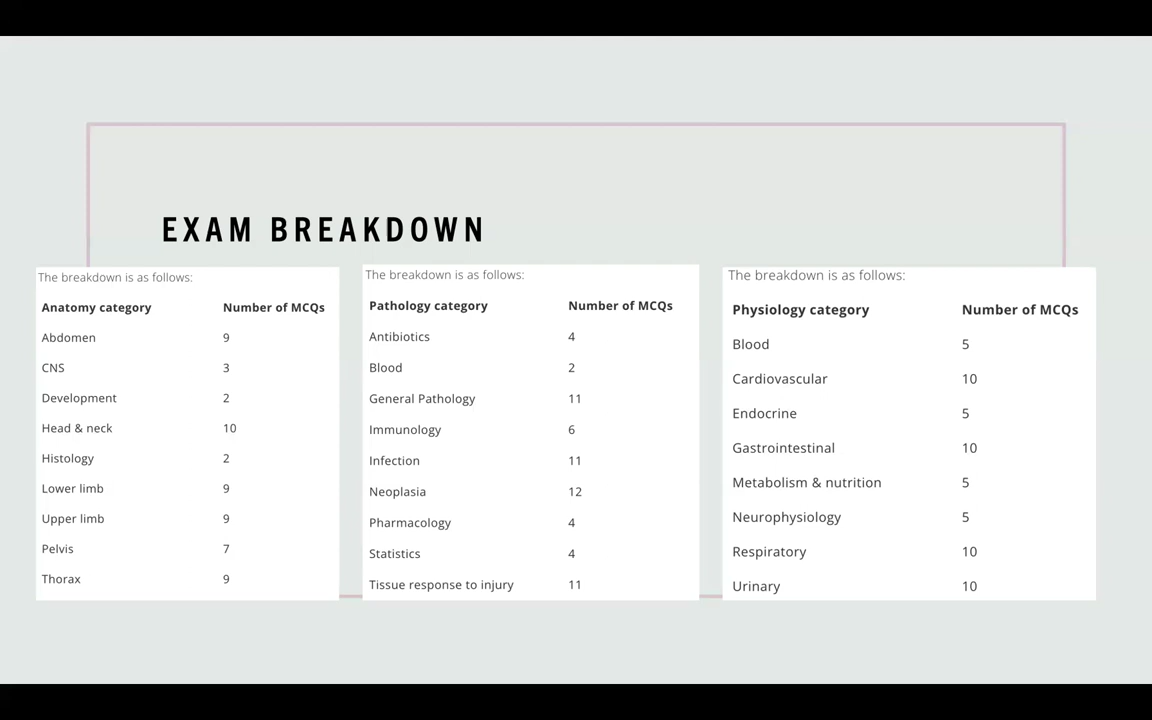 EXAM BREAKDOWN
The breakdown is as follows:
Anatomy category Number of MCQs
Abdomen 9
CNS 3
Development 2
Head & neck 10
Histology 2
Lower limb 9
Upper limb 9
Pelvis 7
Thorax 9
The breakdown is as follows:
Pathology category Number of MCQs
Antibiotics 4
Blood 2
General Pathology 11
Immunology 6
Infection 11
Neoplasia 12
Pharmacology 4
Statistics 4
Tissue response to injury 11
The breakdown is as follows:
Physiology category Number of MCQs
Blood 5
Cardiovascular 10
Endocrine 5
Gastrointestinal 10
Metabolism & nutrition 5
Neurophysiology 5
Respiratory 10
Urinary 10